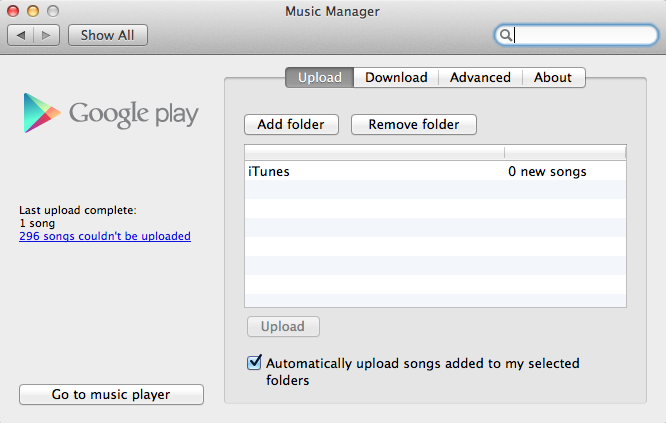 Music Manager
Show All
Upload
Download
Advanced
About
Google play
Add folder
Remove folder
iTunes
0 new songs
Last upload complete:
1 song
296 songs couldn't be uploaded
Upload
Automatically upload songs added to my selected
folders
Go to music player